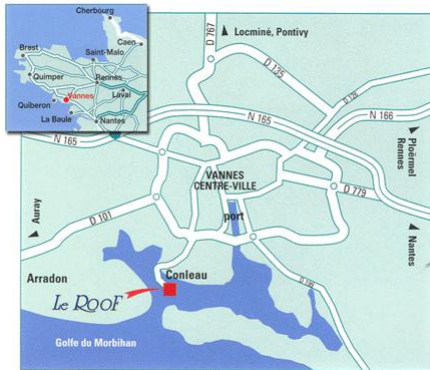 Cherbourg
Caen
Brest
Saint-Malo
Quimper
Rennes
Laval
Vannes
Quiberon
La Baule
Nantes
D 767
Locminé, Pontivy
D 135
D 126
N 165
N 166
Ploërmel
Rennes
N 165
VANNES
CENTRE-VILLE
D 779
port
Auray
D 101
Nantes
Arradon
Conleau
LE ROOF
Golfe du Morbihan